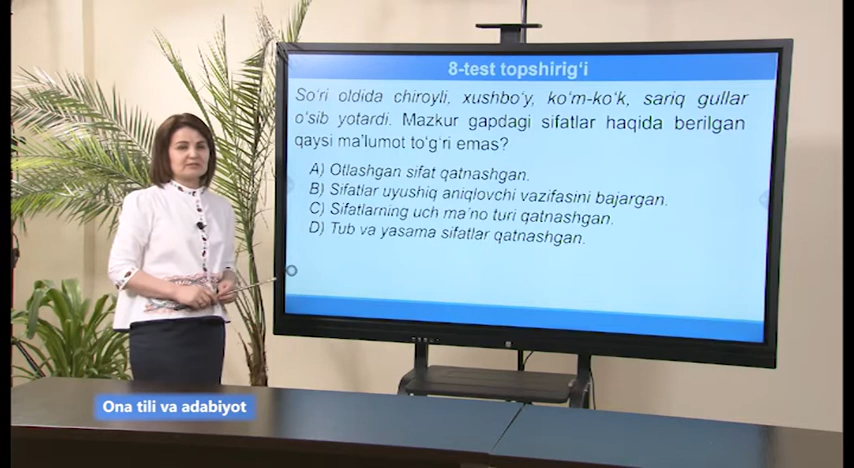 8-test topshirig‘i
So‘ri oldida chiroyli, xushbo‘y, ko‘m-ko‘k, sariq gullar
o‘sib yotardi. Mazkur gapdagi sifatlar haqida berilgan
qaysi ma’lumot to‘g‘ri emas?
A) Otlashgan sifat qatnashgan.
B) Sifatlar uyushiq aniqlovchi vazifasini bajargan.
C) Sifatlarning uch ma’no turi qatnashgan.
D) Tub va yasama sifatlar qatnashgan.
Ona tili va adabiyot